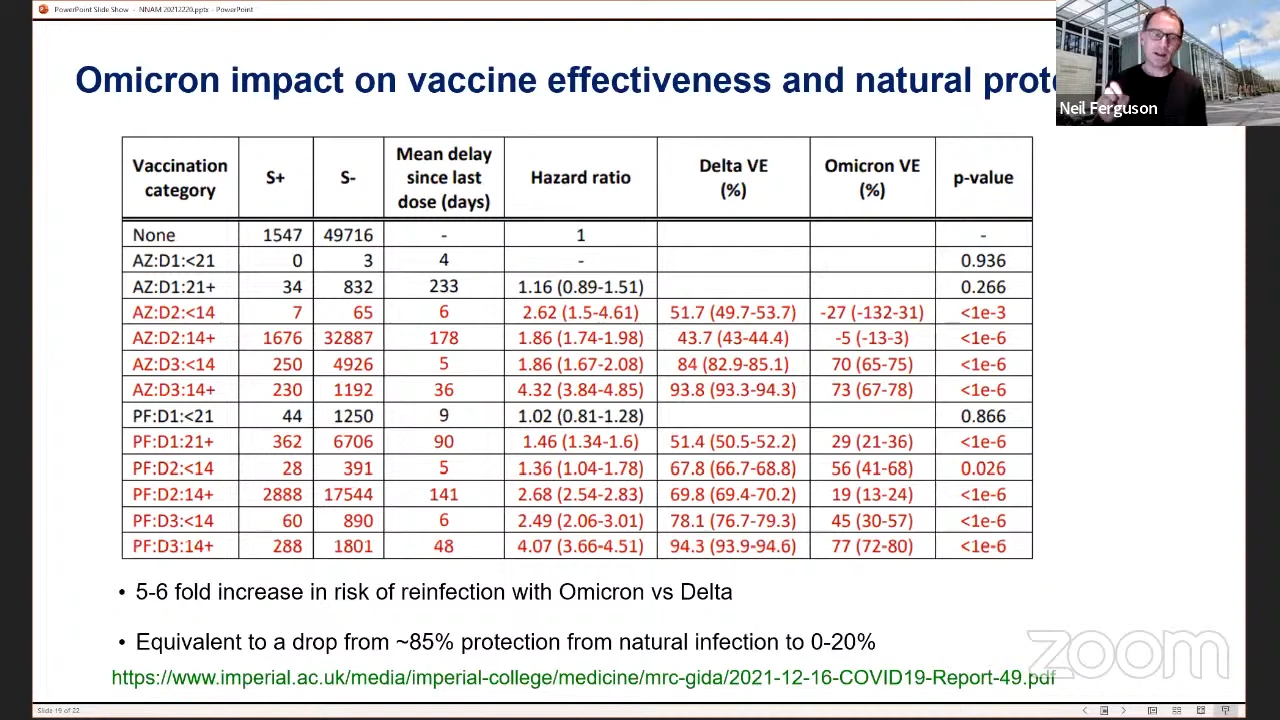 PowerPoint Slide Show - NNAM 20212220.pptx - PowerPoint
Omicron impact on vaccine effectiveness and natural prote
Neil Ferguson
Vaccination category S+ S- Mean delay since last dose (days) Hazard ratio Delta VE (%) Omicron VE (%) p-value
None 1547 49716 - 1 -
AZ:D1:<21 0 3 4 - 0.936
AZ:D1:21+ 34 832 233 1.16 (0.89-1.51) 0.266
AZ:D2:<14 7 65 6 2.62 (1.5-4.61) 51.7 (49.7-53.7) -27 (-132-31) <1e-3
AZ:D2:14+ 1676 32887 178 1.86 (1.74-1.98) 43.7 (43-44.4) -5 (-13-3) <1e-6
AZ:D3:<14 250 4926 5 1.86 (1.67-2.08) 84 (82.9-85.1) 70 (65-75) <1e-6
AZ:D3:14+ 230 1192 36 4.32 (3.84-4.85) 93.8 (93.3-94.3) 73 (67-78) <1e-6
PF:D1:<21 44 1250 9 1.02 (0.81-1.28) 0.866
PF:D1:21+ 362 6706 90 1.46 (1.34-1.6) 51.4 (50.5-52.2) 29 (21-36) <1e-6
PF:D2:<14 28 391 5 1.36 (1.04-1.78) 67.8 (66.7-68.8) 56 (41-68) 0.026
PF:D2:14+ 2888 17544 141 2.68 (2.54-2.83) 69.8 (69.4-70.2) 19 (13-24) <1e-6
PF:D3:<14 60 890 6 2.49 (2.06-3.01) 78.1 (76.7-79.3) 45 (30-57) <1e-6
PF:D3:14+ 288 1801 48 4.07 (3.66-4.51) 94.3 (93.9-94.6) 77 (72-80) <1e-6
• 5-6 fold increase in risk of reinfection with Omicron vs Delta
• Equivalent to a drop from ~85% protection from natural infection to 0-20%
zoom
https://www.imperial.ac.uk/media/imperial-college/medicine/mrc-gida/2021-12-16-COVID19-Report-49.pdf
Slide 19 of 22